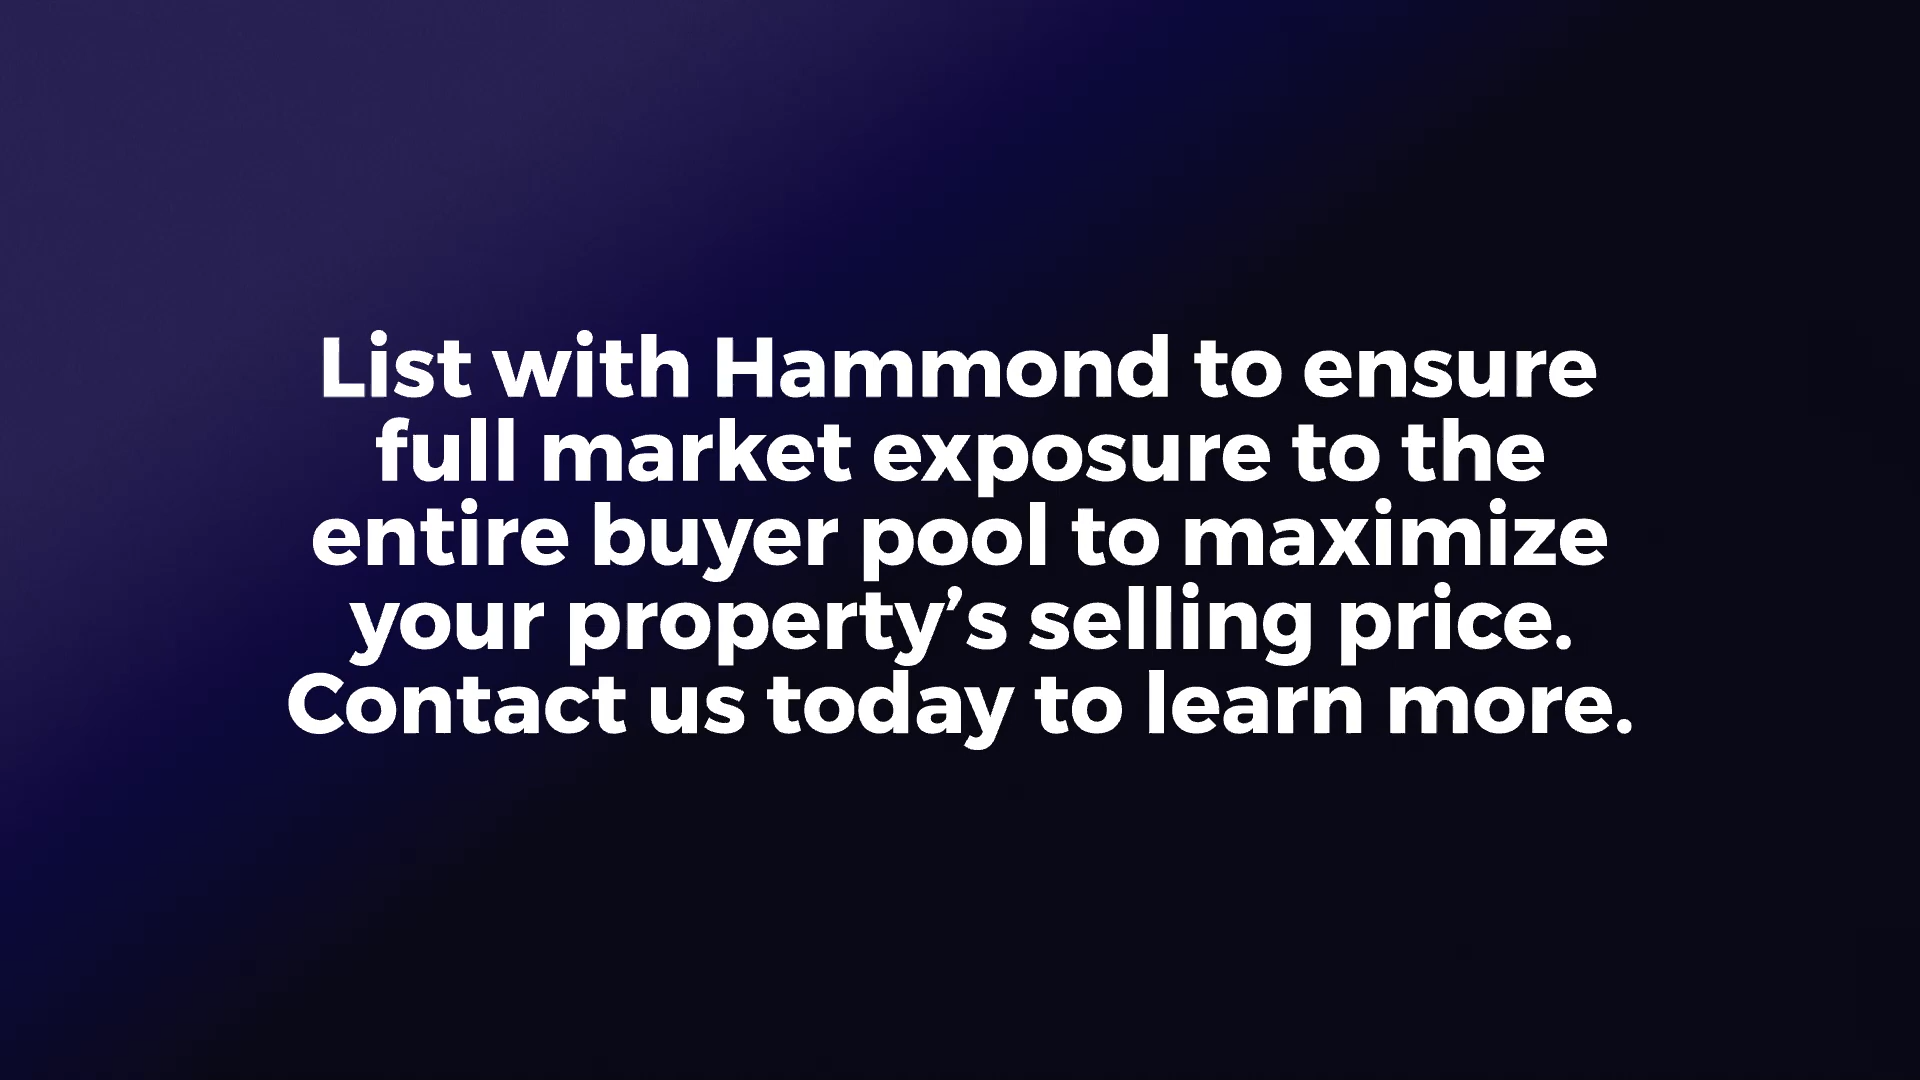 List with Hammond to ensure
full market exposure to the
entire buyer pool to maximize
your property’s selling price.
Contact us today to learn more.